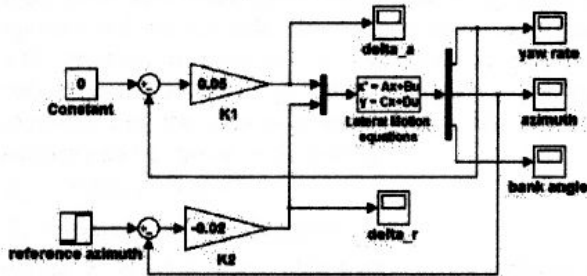 delta_a
yaw rate
0
Constant
+
-
0.05
K1
x' = Ax+Bu
y = Cx+Du
Lateral Motion
equations
azimuth
bank angle
reference azimuth
+
-
-0.02
K2
delta_r